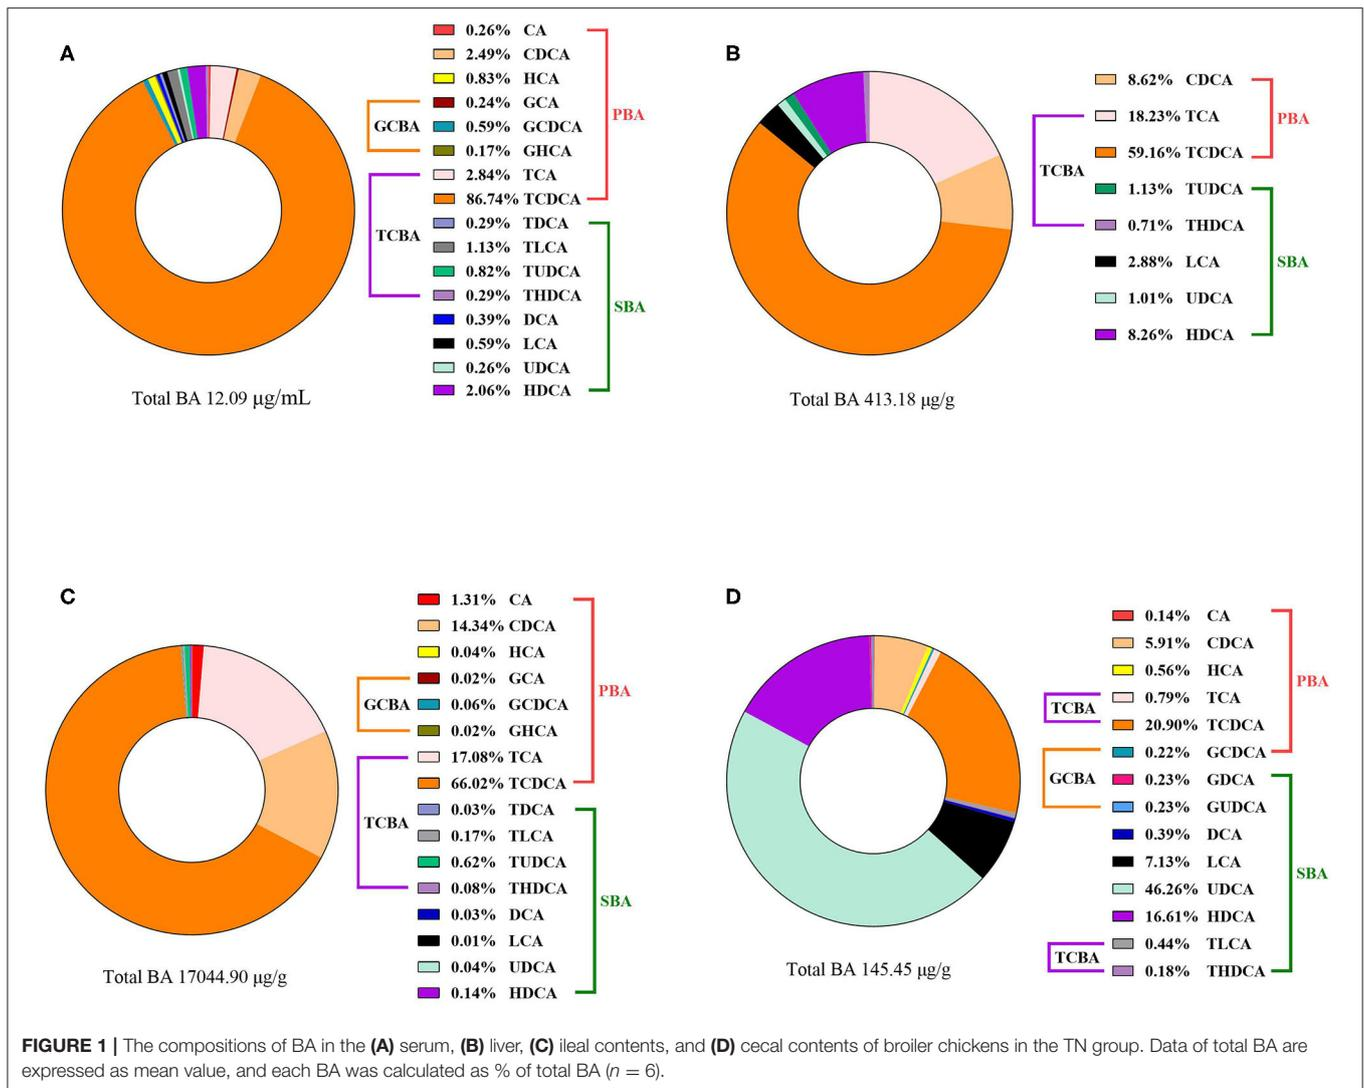 A
0.26% CA
2.49% CDCA
0.83% HCA
0.24% GCA
0.59% GCDCA
0.17% GHCA
2.84% TCA
86.74% TCDCA
0.29% TDCA
1.13% TLCA
0.82% TUDCA
0.29% THDCA
0.39% DCA
0.59% LCA
0.26% UDCA
2.06% HDCA
GCBA
TCBA
PBA
SBA
Total BA 12.09 μg/mL
B
8.62% CDCA
18.23% TCA
59.16% TCDCA
1.13% TUDCA
0.71% THDCA
2.88% LCA
1.01% UDCA
8.26% HDCA
TCBA
PBA
SBA
Total BA 413.18 μg/g
C
1.31% CA
14.34% CDCA
0.04% HCA
0.02% GCA
0.06% GCDCA
0.02% GHCA
17.08% TCA
66.02% TCDCA
0.03% TDCA
0.17% TLCA
0.62% TUDCA
0.08% THDCA
0.03% DCA
0.01% LCA
0.04% UDCA
0.14% HDCA
GCBA
TCBA
PBA
SBA
Total BA 17044.90 μg/g
D
0.14% CA
5.91% CDCA
0.56% HCA
0.79% TCA
20.90% TCDCA
0.22% GCDCA
0.23% GDCA
0.23% GUDCA
0.39% DCA
7.13% LCA
46.26% UDCA
16.61% HDCA
0.44% TLCA
0.18% THDCA
TCBA
GCBA
TCBA
PBA
SBA
Total BA 145.45 μg/g
FIGURE 1 | The compositions of BA in the (A) serum, (B) liver, (C) ileal contents, and (D) cecal contents of broiler chickens in the TN group. Data of total BA are
expressed as mean value, and each BA was calculated as % of total BA (n = 6).